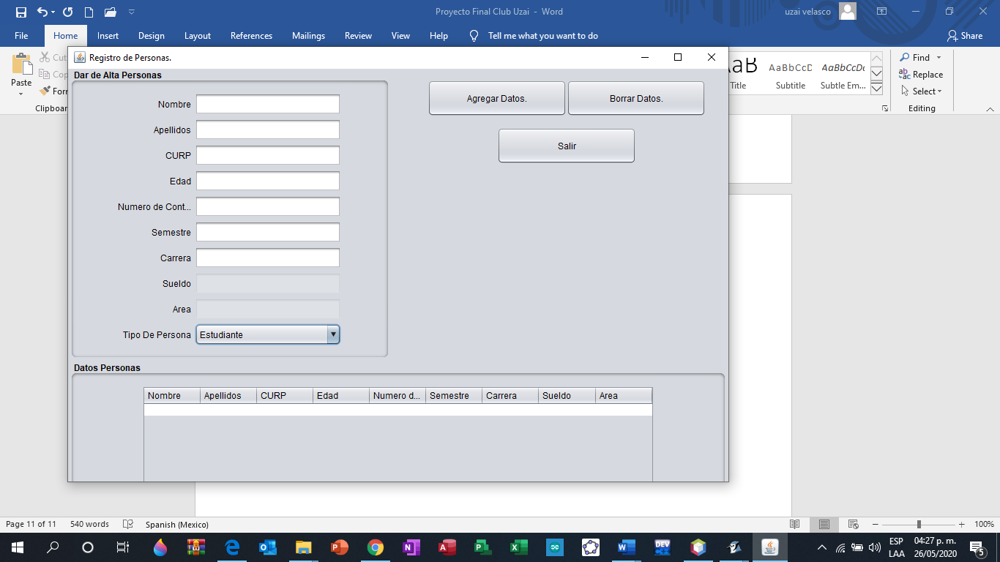 Proyecto Final Club Uzai - Word
uzai velasco
File Home Insert Design Layout References Mailings Review View Help Tell me what you want to do Share
Paste
Cut
Clipboar
Title
AaBbCcD
Subtitle
Subtle Em...
Find
Replace
Select
Editing
Registro de Personas.
Dar de Alta Personas
Nombre
Apellidos
CURP
Edad
Numero de Cont...
Semestre
Carrera
Sueldo
Area
Tipo De Persona Estudiante
Agregar Datos. Borrar Datos.
Salir
Datos Personas
Nombre Apellidos CURP Edad Numero d... Semestre Carrera Sueldo Area
Page 11 of 11 540 words Spanish (Mexico) 100%
ESP 04:27 p. m.
LAA 26/05/2020
5